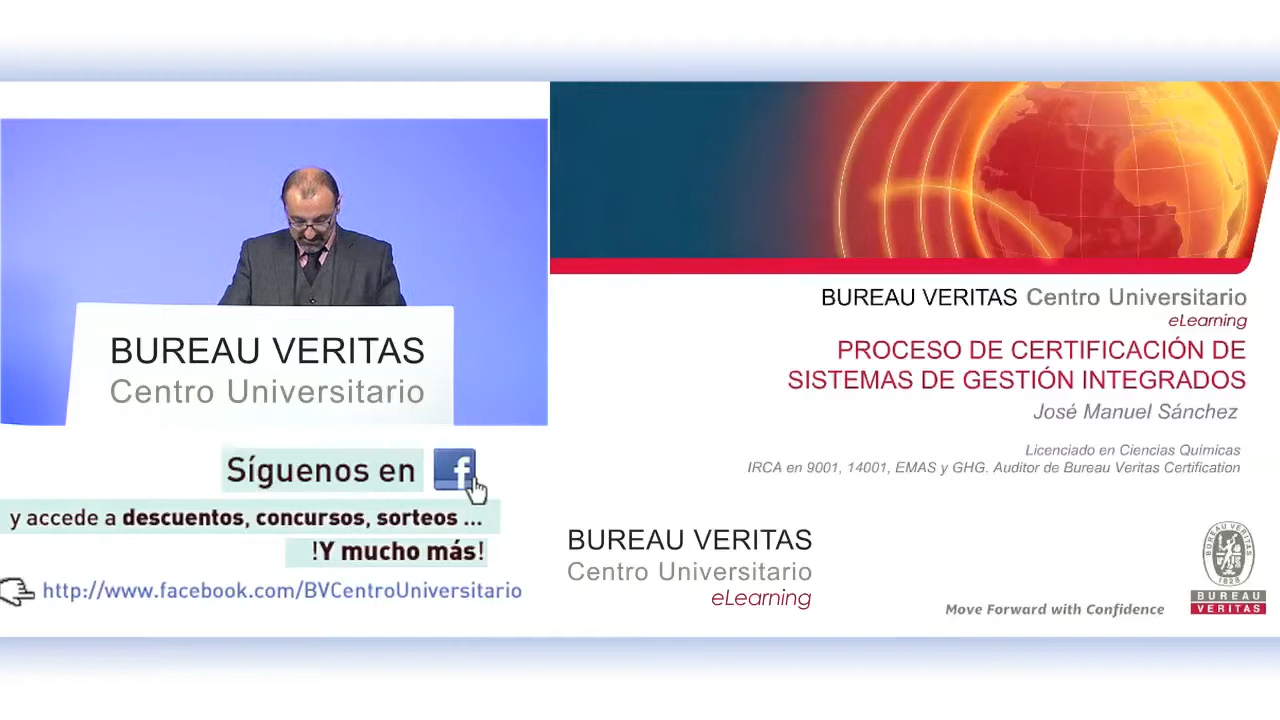 BUREAU VERITAS
Centro Universitario
Síguenos en f
y accede a descuentos, concursos, sorteos ...
!Y mucho más!
http://www.facebook.com/BVCentroUniversitario
BUREAU VERITAS Centro Universitario
eLearning
PROCESO DE CERTIFICACIÓN DE
SISTEMAS DE GESTIÓN INTEGRADOS
José Manuel Sánchez
Licenciado en Ciencias Químicas
IRCA en 9001, 14001, EMAS y GHG. Auditor de Bureau Veritas Certification
BUREAU VERITAS
Centro Universitario
eLearning
Move Forward with Confidence
BUREAU VERITAS
1828
BUREAU
VERITAS